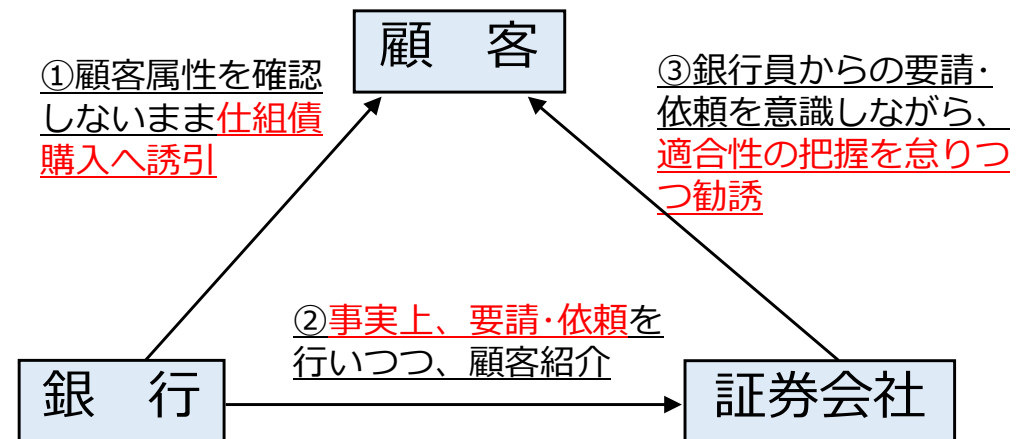 顧 客
①顧客属性を確認
しないまま仕組債
購入へ誘引
③銀行員からの要請・
依頼を意識しながら、
適合性の把握を怠りつ
つ勧誘
②事実上、要請・依頼を
行いつつ、顧客紹介
銀 行
証券会社